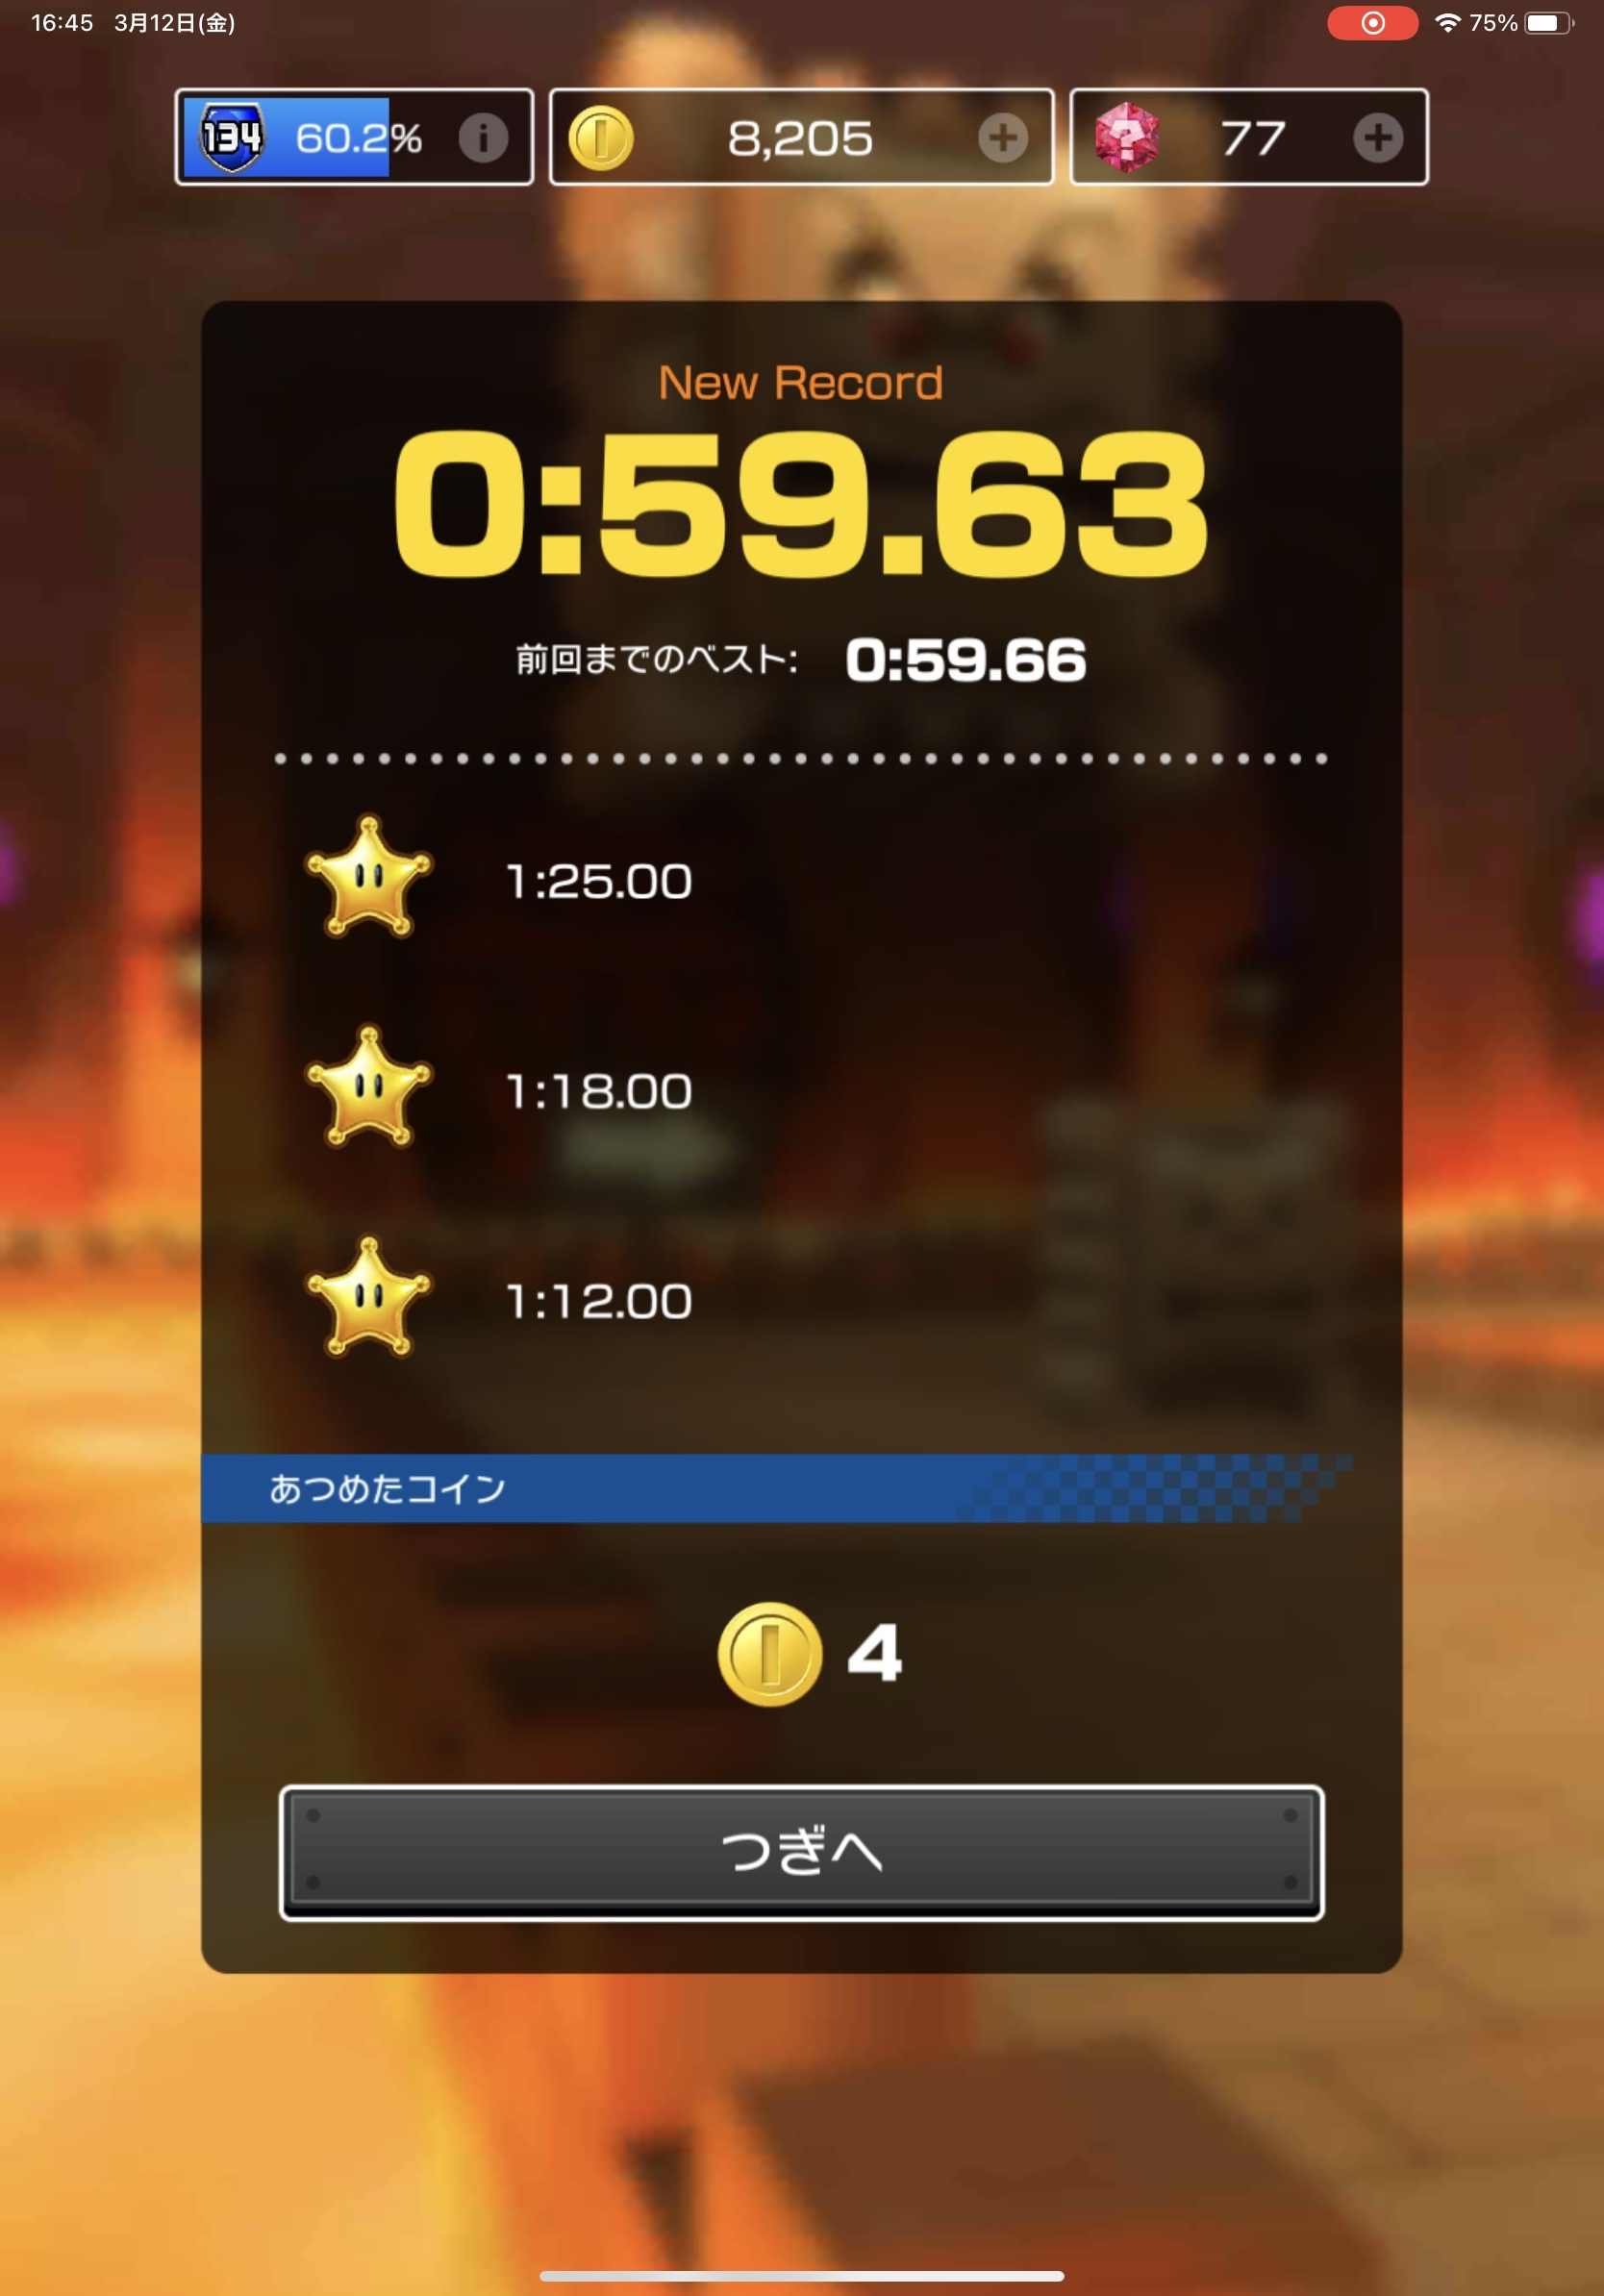 16:45 3月12日(金) 75%
134 60.2% 8,205 77
New Record
0:59.63
前回までのベスト: 0:59.66
1:25.00
1:18.00
1:12.00
あつめたコイン
4
つぎへ